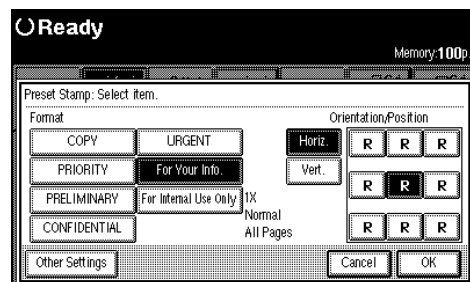 Ready
Memory:100p.
Preset Stamp: Select item.
Format
Orientation/Position
COPY
URGENT
Horiz.
R R R
PRIORITY
For Your Info.
Vert.
R R R
PRELIMINARY
For Internal Use Only
1X
Normal
All Pages
CONFIDENTIAL
R R R
Other Settings
Cancel
OK